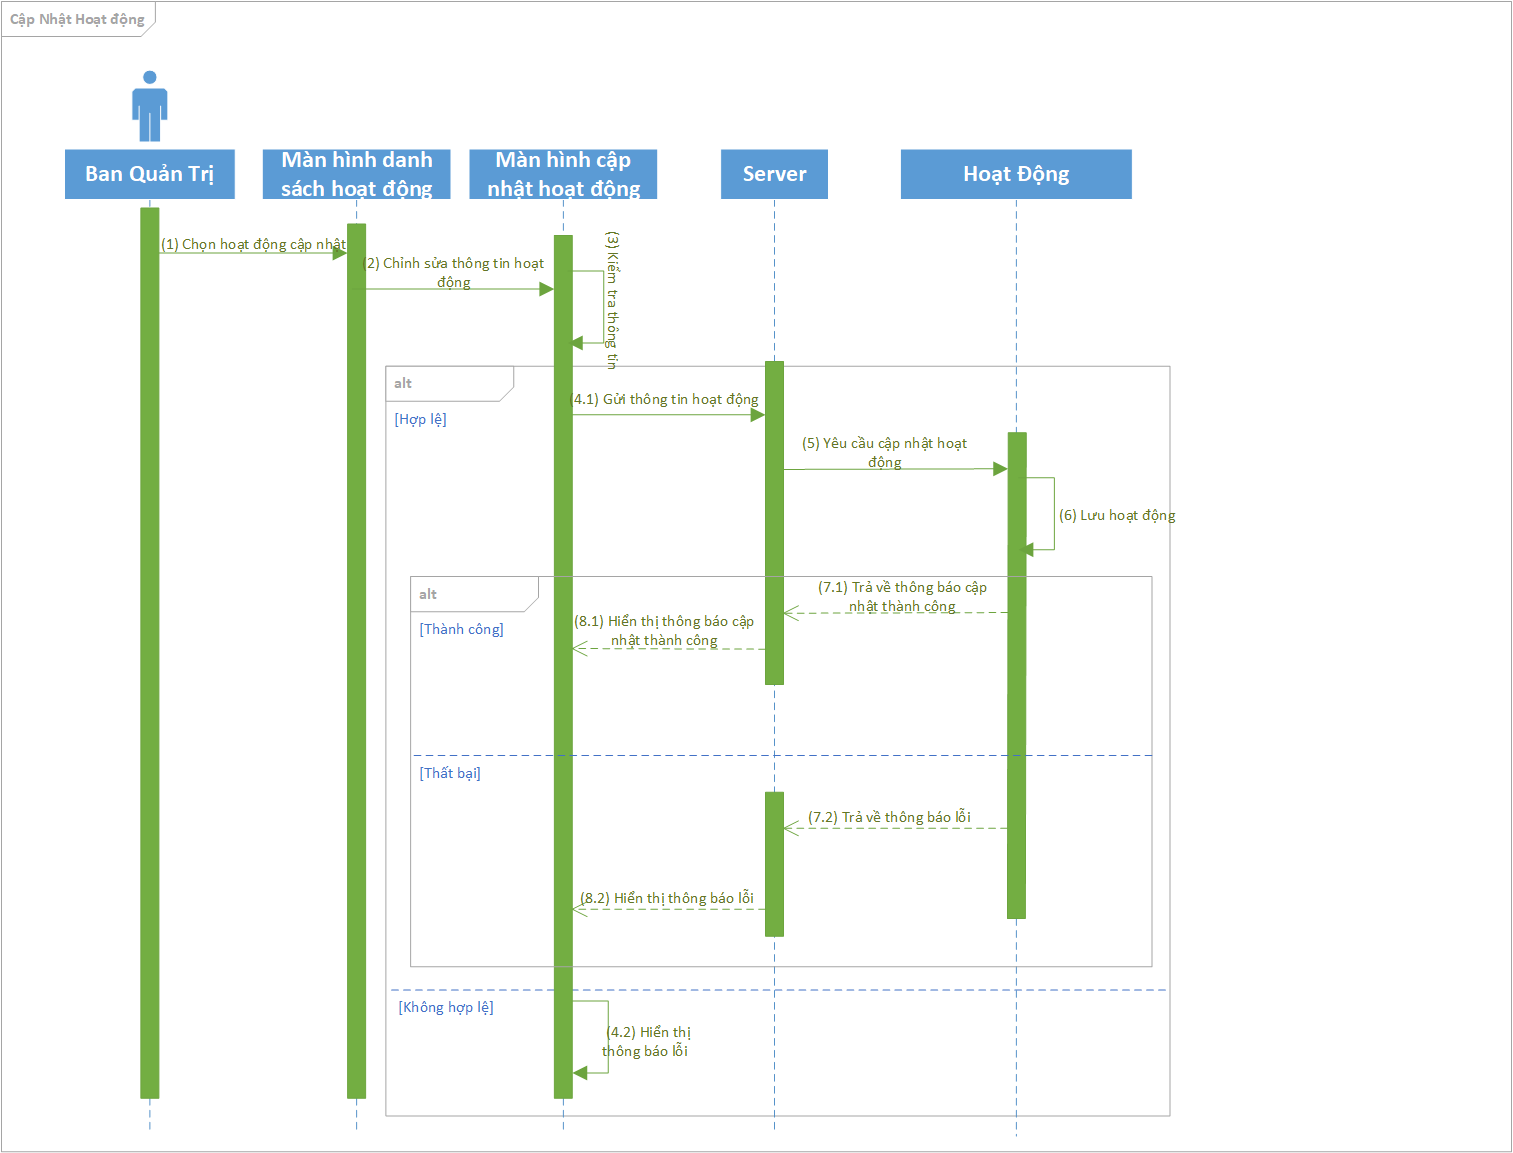 Cập Nhật Hoạt động
Ban Quản Trị
Màn hình danh
sách hoạt động
Màn hình cập
nhật hoạt động
Server
Hoạt Động
(1) Chọn hoạt động cập nhật
(2) Chỉnh sửa thông tin hoạt
động
(3) Kiểm tra thông tin
alt
[Hợp lệ]
(4.1) Gửi thông tin hoạt động
(5) Yêu cầu cập nhật hoạt
động
(6) Lưu hoạt động
alt
[Thành công]
(7.1) Trả về thông báo cập
nhật thành công
(8.1) Hiển thị thông báo cập
nhật thành công
[Thất bại]
(7.2) Trả về thông báo lỗi
(8.2) Hiển thị thông báo lỗi
[Không hợp lệ]
(4.2) Hiển thị
thông báo lỗi